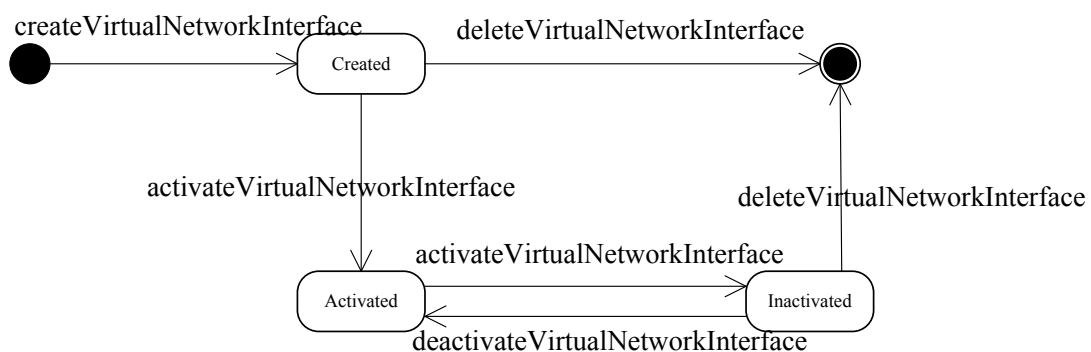 createVirtualNetworkInterface
deleteVirtualNetworkInterface
Created
activateVirtualNetworkInterface
deleteVirtualNetworkInterface
activateVirtualNetworkInterface
Activated
Inactivated
deactivateVirtualNetworkInterface